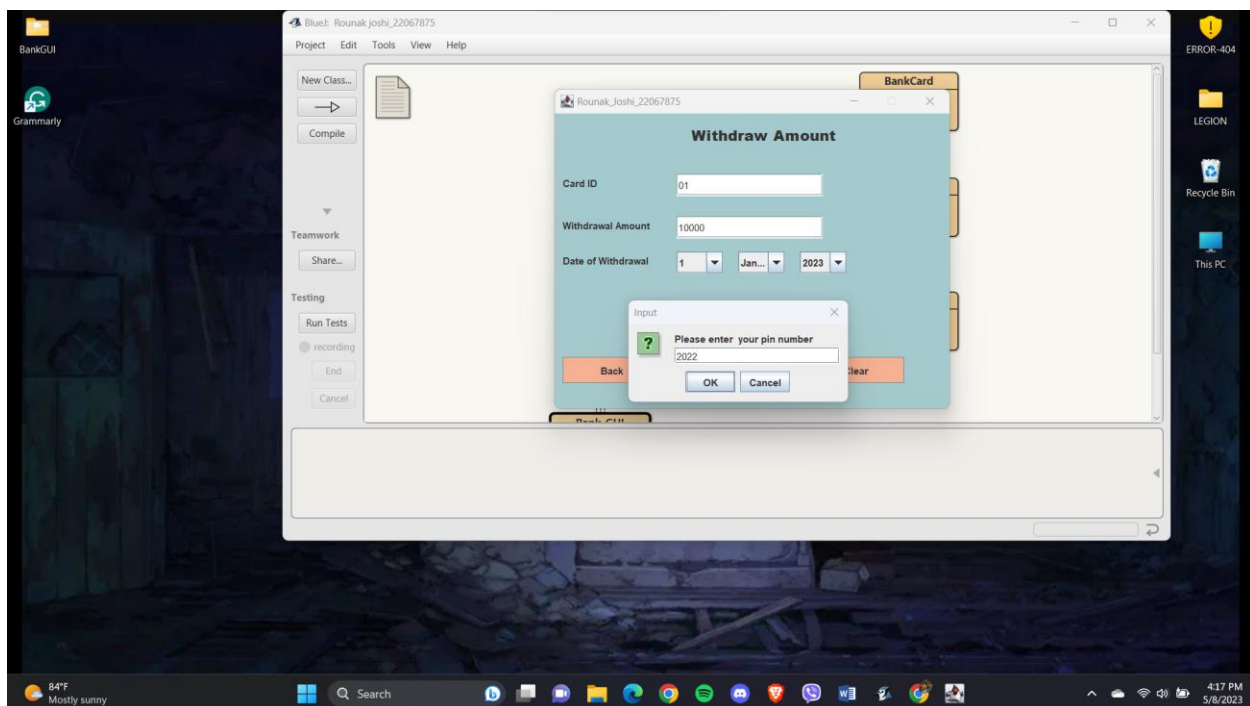 BankGUI
Grammarly
BlueJ: Rounak joshi_22067875
Project Edit Tools View Help
New Class...
Compile
Teamwork
Share...
Testing
Run Tests
recording
End
Cancel
BankCard
Rounak_Joshi_22067875
Withdraw Amount
Card ID
01
Withdrawal Amount
10000
Date of Withdrawal
1
Jan...
2023
Input
Please enter your pin number
2022
OK
Cancel
Back
Clear
Bank GUI
ERROR-404
LEGION
Recycle Bin
This PC
84°F
Mostly sunny
Search
4:17 PM
5/8/2023